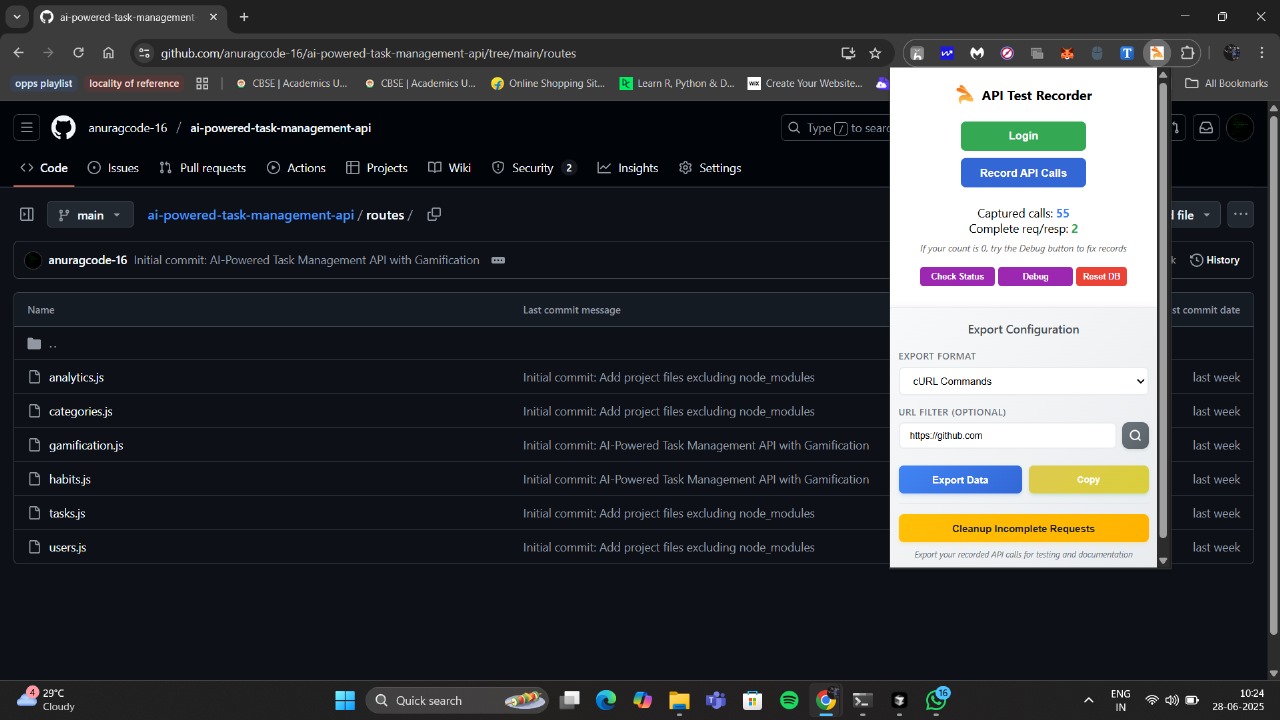 ai-powered-task-management-
github.com/anuragcode-16/ai-powered-task-management-api/tree/main/routes
opps playlist
locality of reference
CBSE | Academics U...
CBSE | Academ
Online Shipping Sit...
Learn R, Python & D...
Create Your Website...
All Bookmarks
anuragcode-16 / ai-powered-task-management-api
Type / to searc
Code
Issues
Pull requests
Actions
Projects
Wiki
Security 2
Insights
Settings
main
ai-powered-task-management-api / routes /
d file
anuragcode-16 Initial commit: AI-Powered Task Management API with Gamification
History
Name
Last commit message
st commit date
..
analytics.js
Initial commit: Add project files excluding node_modules
last week
categories.js
Initial commit: Add project files excluding node_modules
last week
gamification.js
Initial commit: AI-Powered Task Management API with Gamification
last week
habits.js
Initial commit: AI-Powered Task Management API with Gamification
last week
tasks.js
Initial commit: Add project files excluding node_modules
last week
users.js
Initial commit: Add project files excluding node_modules
last week
API Test Recorder
Login
Record API Calls
Captured calls: 55
Complete req/resp: 2
If your count is 0, try the Debug button to fix records
Check Status
Debug
Reset DB
Export Configuration
EXPORT FORMAT
cURL Commands
URL FILTER (OPTIONAL)
https://github.com
Export Data
Copy
Cleanup Incomplete Requests
Export your recorded API calls for testing and documentation
4
29°C
Cloudy
Quick search
16
ENG
IN
10:24
28-06-2025